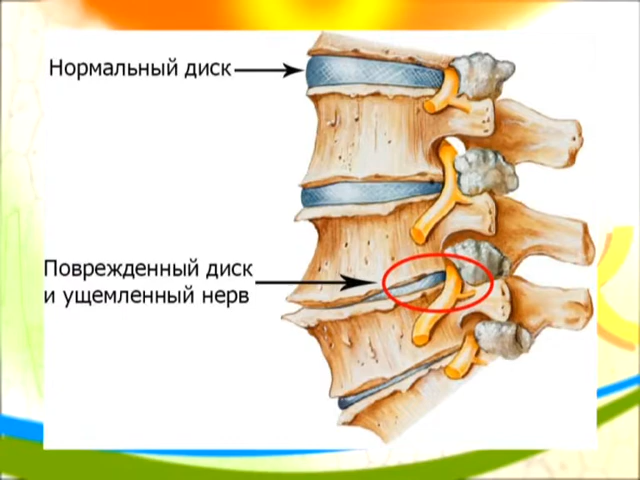 Нормальный диск
Поврежденный диск
и ущемленный нерв